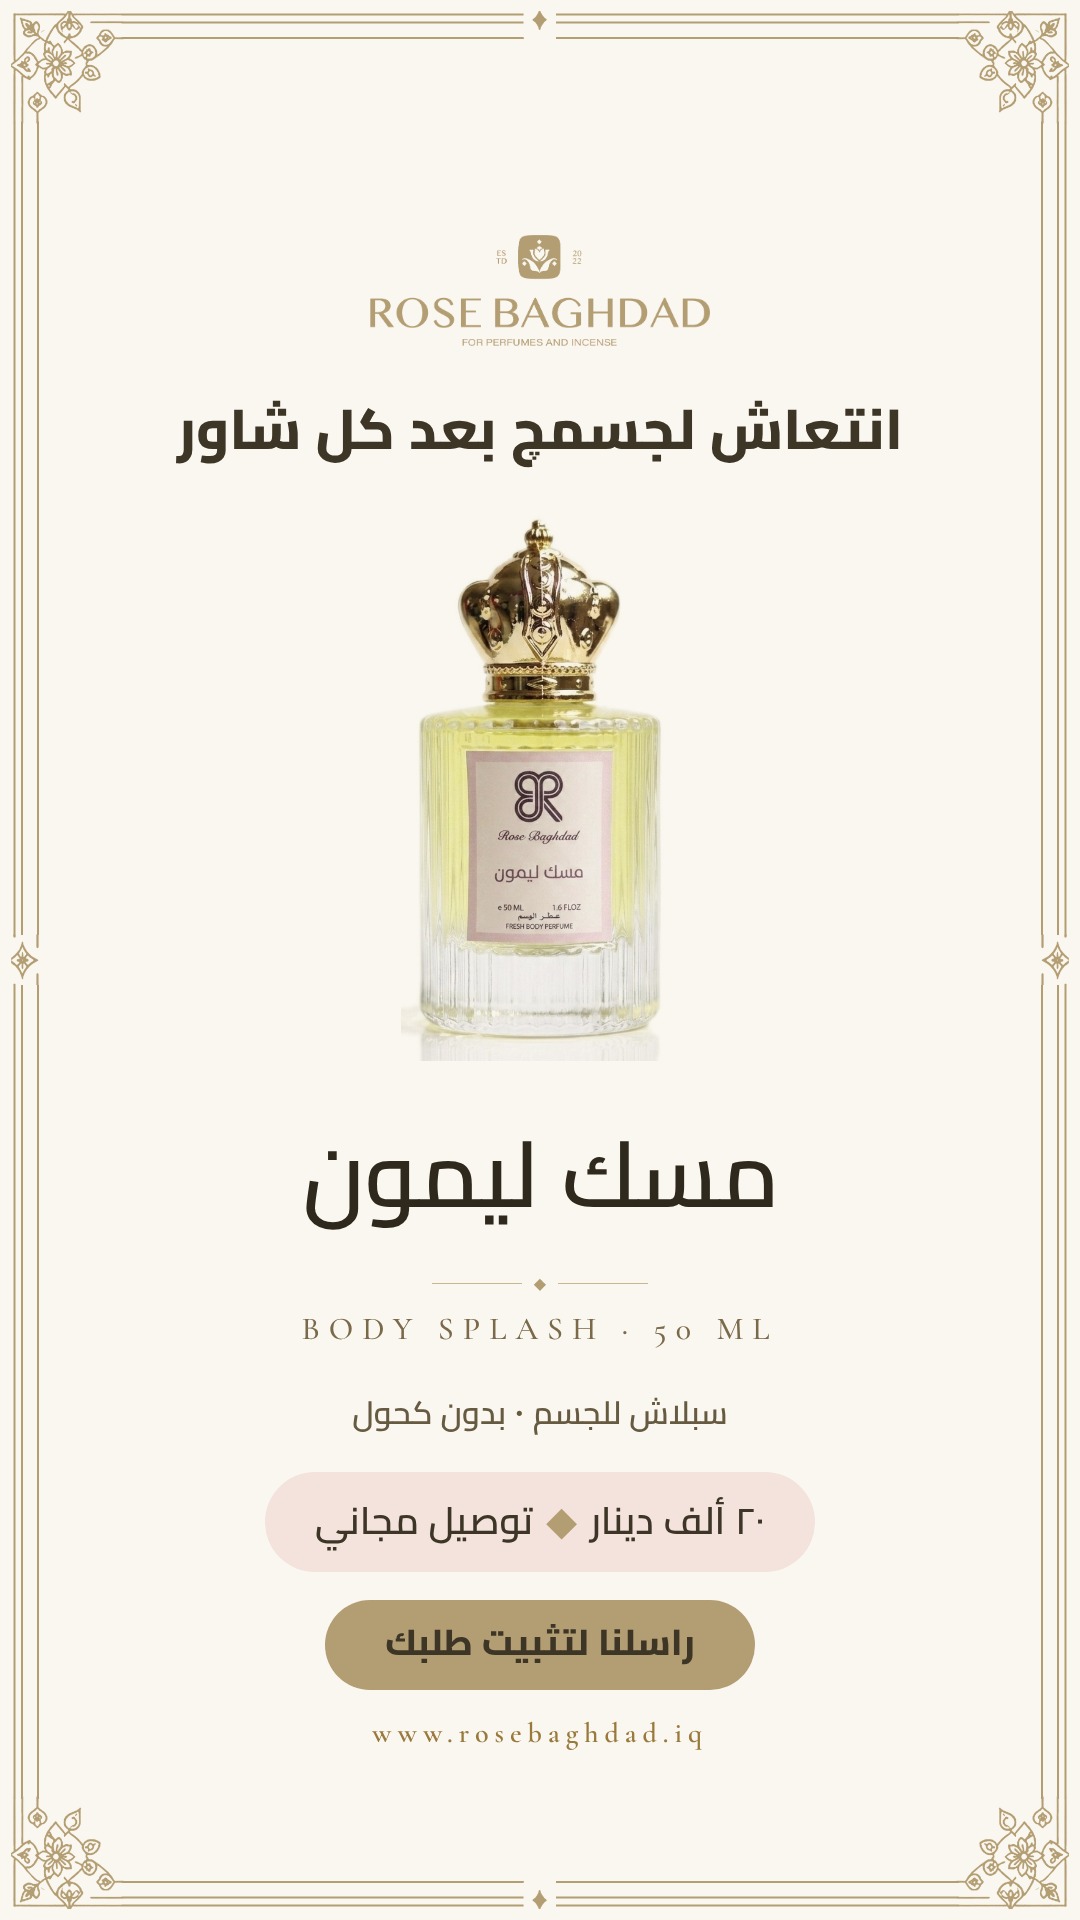 ES
TD
20
22
ROSE BAGHDAD
FOR PERFUMES AND INCENSE
انتعاش لجسمچ بعد كل شاور
Rose Baghdad
مسك ليمون
e 50 ML 1.6 FLOZ
عطر الجسم
FRESH BODY PERFUME
مسك ليمون
BODY SPLASH · 50 ML
سبلاش للجسم • بدون كحول
٢٠ ألف دينار ◆ توصيل مجاني
راسلنا لتثبيت طلبك
www.rosebaghdad.iq